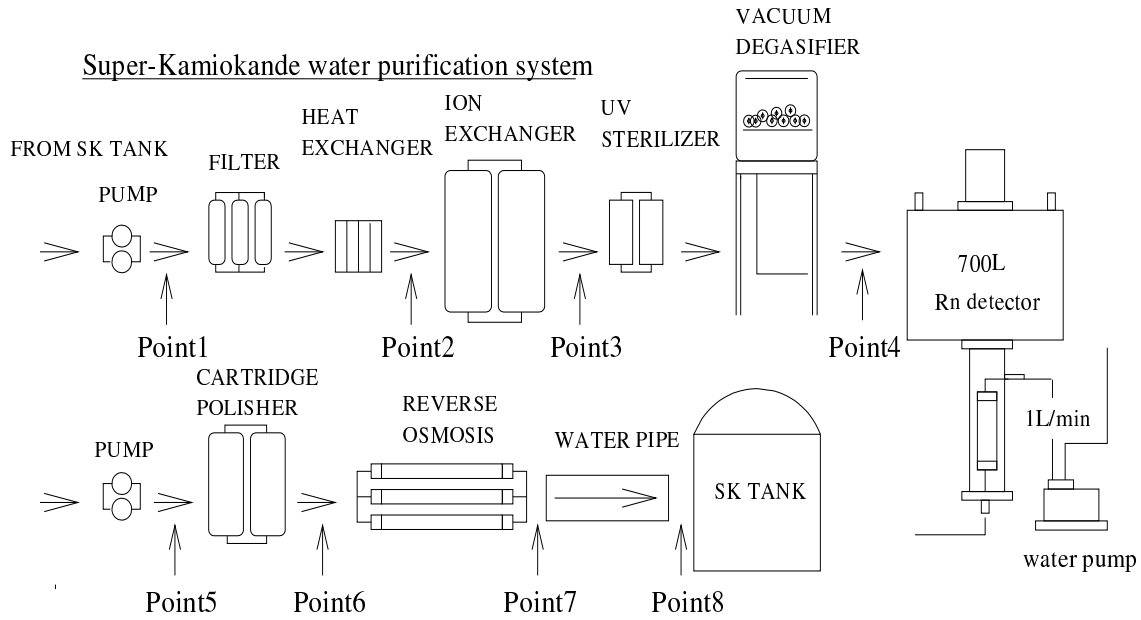 Super-Kamiokande water purification system
VACUUM
DEGASIFIER
FROM SK TANK
PUMP
FILTER
HEAT
EXCHANGER
ION
EXCHANGER
UV
STERILIZER
700L
Rn detector
Point1
Point2
Point3
Point4
PUMP
CARTRIDGE
POLISHER
REVERSE
OSMOSIS
WATER PIPE
SK TANK
1L/min
water pump
Point5
Point6
Point7
Point8